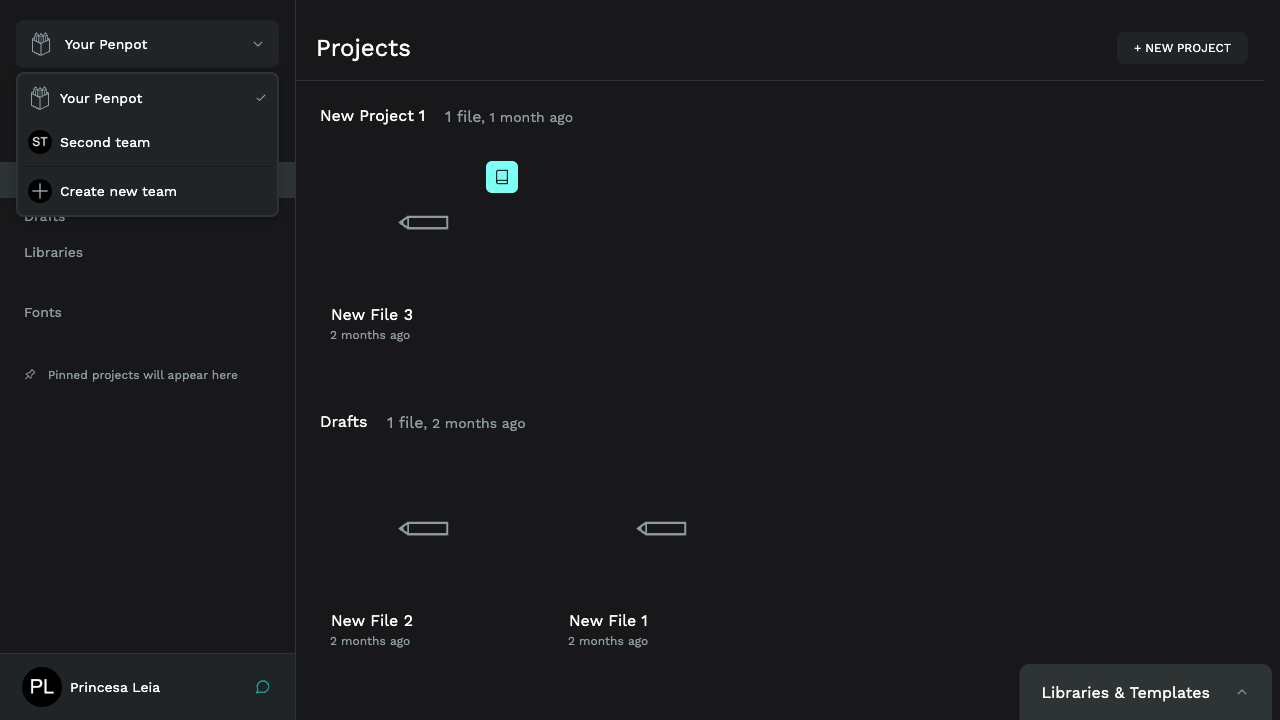 Your Penpot
Your Penpot
ST Second team
Create new team
Drafts
Libraries
Fonts
Pinned projects will appear here
PL Princesa Leia
Projects
+ NEW PROJECT
New Project 1 1 file, 1 month ago
New File 3
2 months ago
Drafts 1 file, 2 months ago
New File 2
2 months ago
New File 1
2 months ago
Libraries & Templates